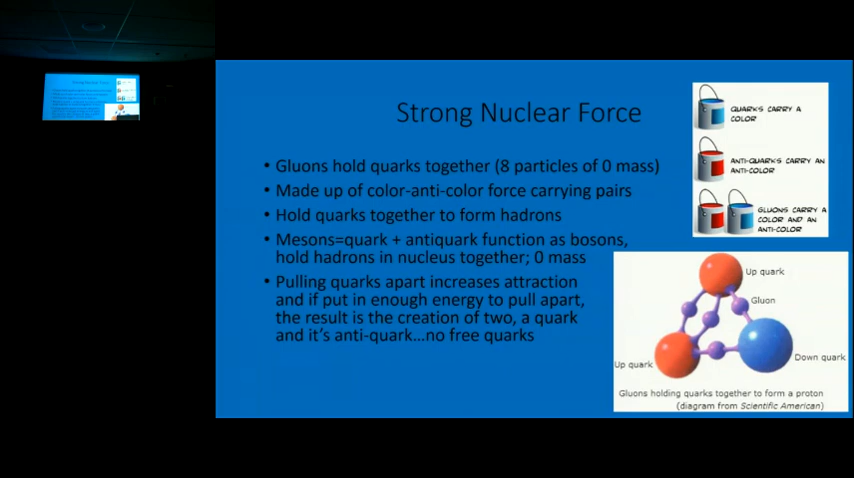 Strong Nuclear Force
• Gluons hold quarks together (8 particles of 0 mass)
• Made up of color-anti-color force carrying pairs
• Hold quarks together to form hadrons
• Mesons=quark + antiquark function as bosons,
hold hadrons in nucleus together; 0 mass
• Pulling quarks apart increases attraction
and if put in enough energy to pull apart,
the result is the creation of two, a quark
and it's anti-quark...no free quarks
QUARKS CARRY A
COLOR
ANTI-QUARKS CARRY AN
ANTI-COLOR
GLUONS CARRY A
COLOR AND AN
ANTI-COLOR
Up quark
Gluon
Down quark
Up quark
Gluons holding quarks together to form a proton
(diagram from Scientific American)